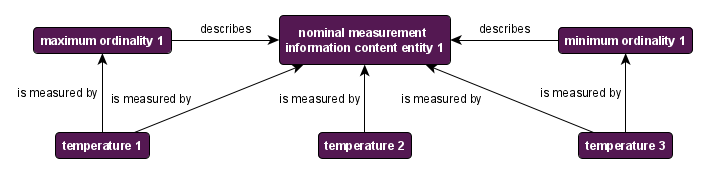 describes
describes
maximum ordinality 1
nominal measurement
information content entity 1
minimum ordinality 1
is measured by
is measured by
is measured by
is measured by
is measured by
temperature 1
temperature 2
temperature 3